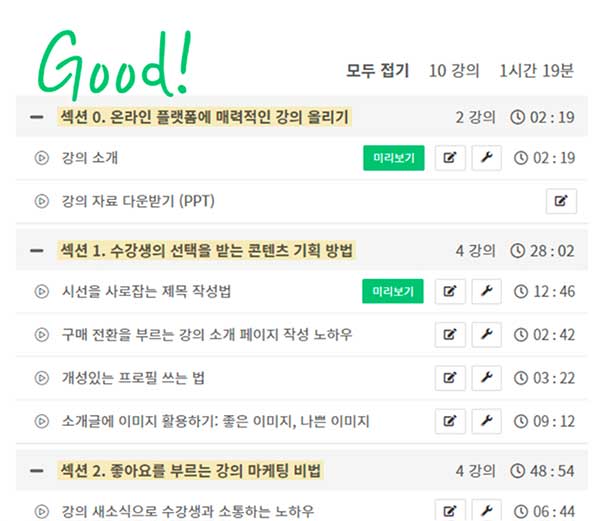 Good!
모두 접기 10 강의 1시간 19분
섹션 0. 온라인 플랫폼에 매력적인 강의 올리기 2 강의 02 : 19
강의 소개 미리보기 02 : 19
강의 자료 다운받기 (PPT)
섹션 1. 수강생의 선택을 받는 콘텐츠 기획 방법 4 강의 28 : 02
시선을 사로잡는 제목 작성법 미리보기 12 : 46
구매 전환을 부르는 강의 소개 페이지 작성 노하우 02 : 42
개성있는 프로필 쓰는 법 03 : 22
소개글에 이미지 활용하기: 좋은 이미지, 나쁜 이미지 09 : 12
섹션 2. 좋아요를 부르는 강의 마케팅 비법 4 강의 48 : 54
강의 새소식으로 수강생과 소통하는 노하우 06 : 44